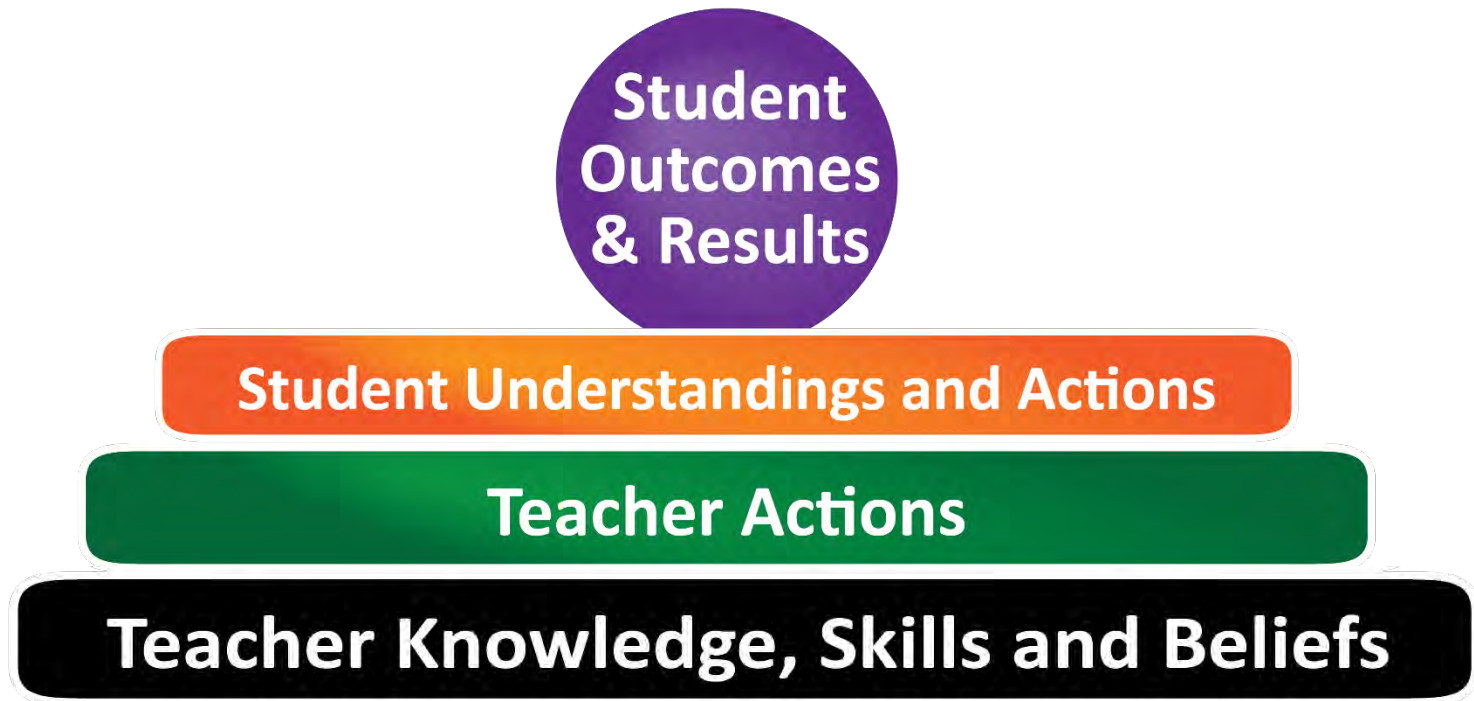 Student
Outcomes
& Results
Student Understandings and Actions
Teacher Actions
Teacher Knowledge, Skills and Beliefs